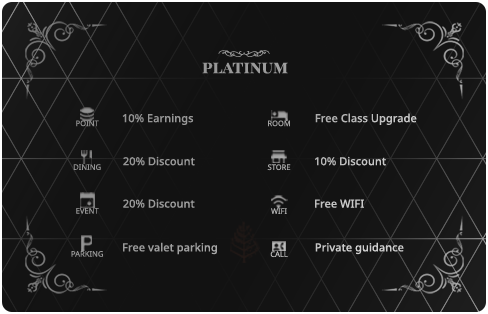 PLATINUM
POINT 10% Earnings
ROOM Free Class Upgrade
DINING 20% Discount
STORE 10% Discount
EVENT 20% Discount
WIFI Free WIFI
PARKING Free valet parking
CALL Private guidance